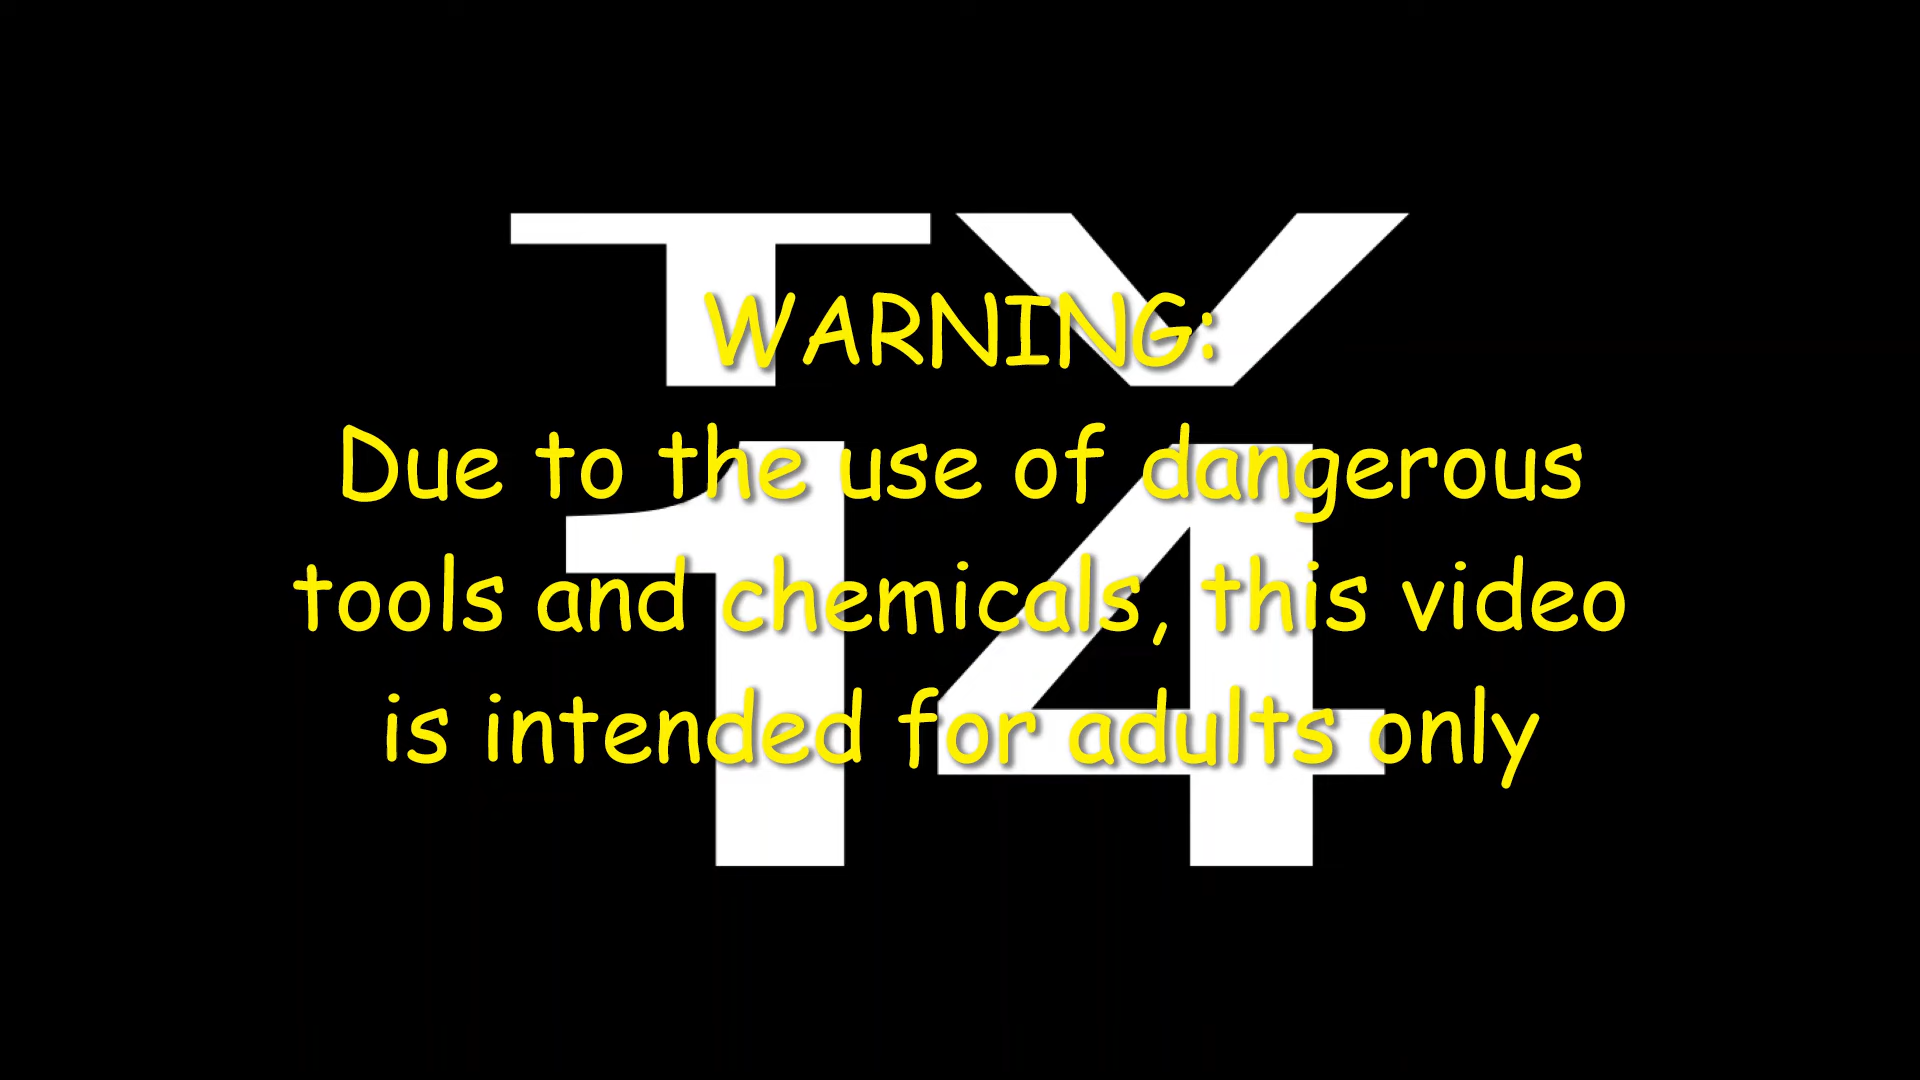 TV
14
WARNING:
Due to the use of dangerous
tools and chemicals, this video
is intended for adults only